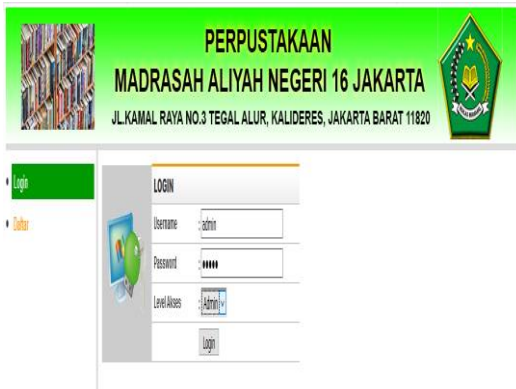 PERPUSTAKAAN
MADRASAH ALIYAH NEGERI 16 JAKARTA
JL.KAMAL RAYA NO.3 TEGAL ALUR, KALIDERES, JAKARTA BARAT 11820
Login
Daftar
LOGIN
Username : admin
Password : •••••
Level Akses : Admin
Login